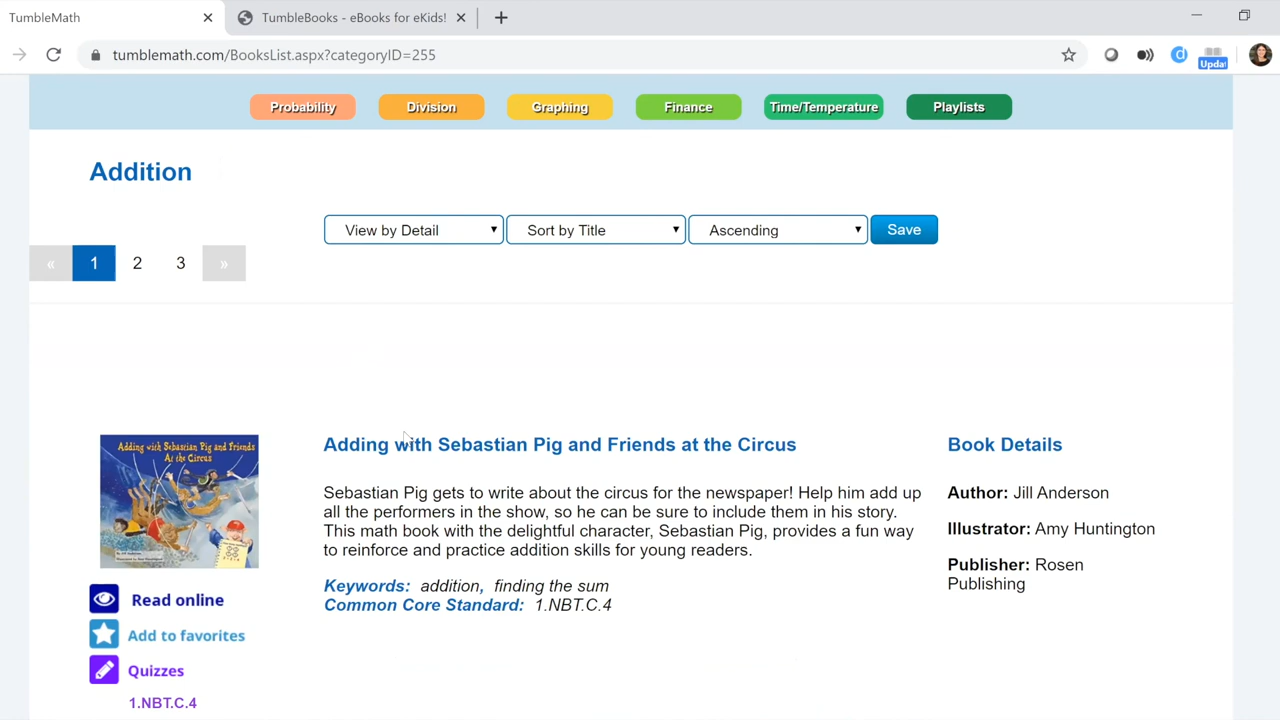 TumbleMath
TumbleBooks - eBooks for eKids!
tumblemath.com/BooksList.aspx?categoryID=255
d
Updat
Probability
Division
Graphing
Finance
Time/Temperature
Playlists
Addition
View by Detail
Sort by Title
Ascending
Save
« 1 2 3 »
Adding with Sebastian Pig and Friends
At the Circus
Adding with Sebastian Pig and Friends at the Circus
Sebastian Pig gets to write about the circus for the newspaper! Help him add up
all the performers in the show, so he can be sure to include them in his story.
This math book with the delightful character, Sebastian Pig, provides a fun way
to reinforce and practice addition skills for young readers.
Keywords: addition, finding the sum
Common Core Standard: 1.NBT.C.4
Book Details
Author: Jill Anderson
Illustrator: Amy Huntington
Publisher: Rosen
Publishing
Read online
Add to favorites
Quizzes
1.NBT.C.4